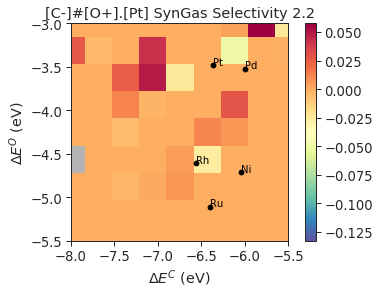 [C-]#[O+].[Pt] SynGas Selectivity 2.2
−3.0
−3.5
−4.0
−4.5
−5.0
−5.5
ΔE^O (eV)
Pt
Pd
Rh
Ni
Ru
−8.0 −7.5 −7.0 −6.5 −6.0 −5.5
ΔE^C (eV)
0.050
0.025
0.000
−0.025
−0.050
−0.075
−0.100
−0.125